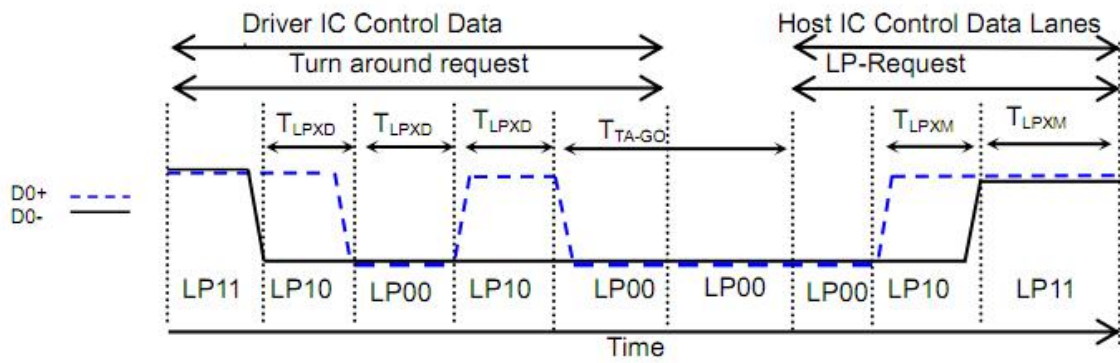 Driver IC Control Data
Host IC Control Data Lanes
Turn around request
LP-Request
TLPXD
TLPXD
TLPXD
TTA-GO
TLPXM
TLPXM
D0+
D0-
LP11
LP10
LP00
LP10
LP00
LP00
LP00
LP10
LP11
Time